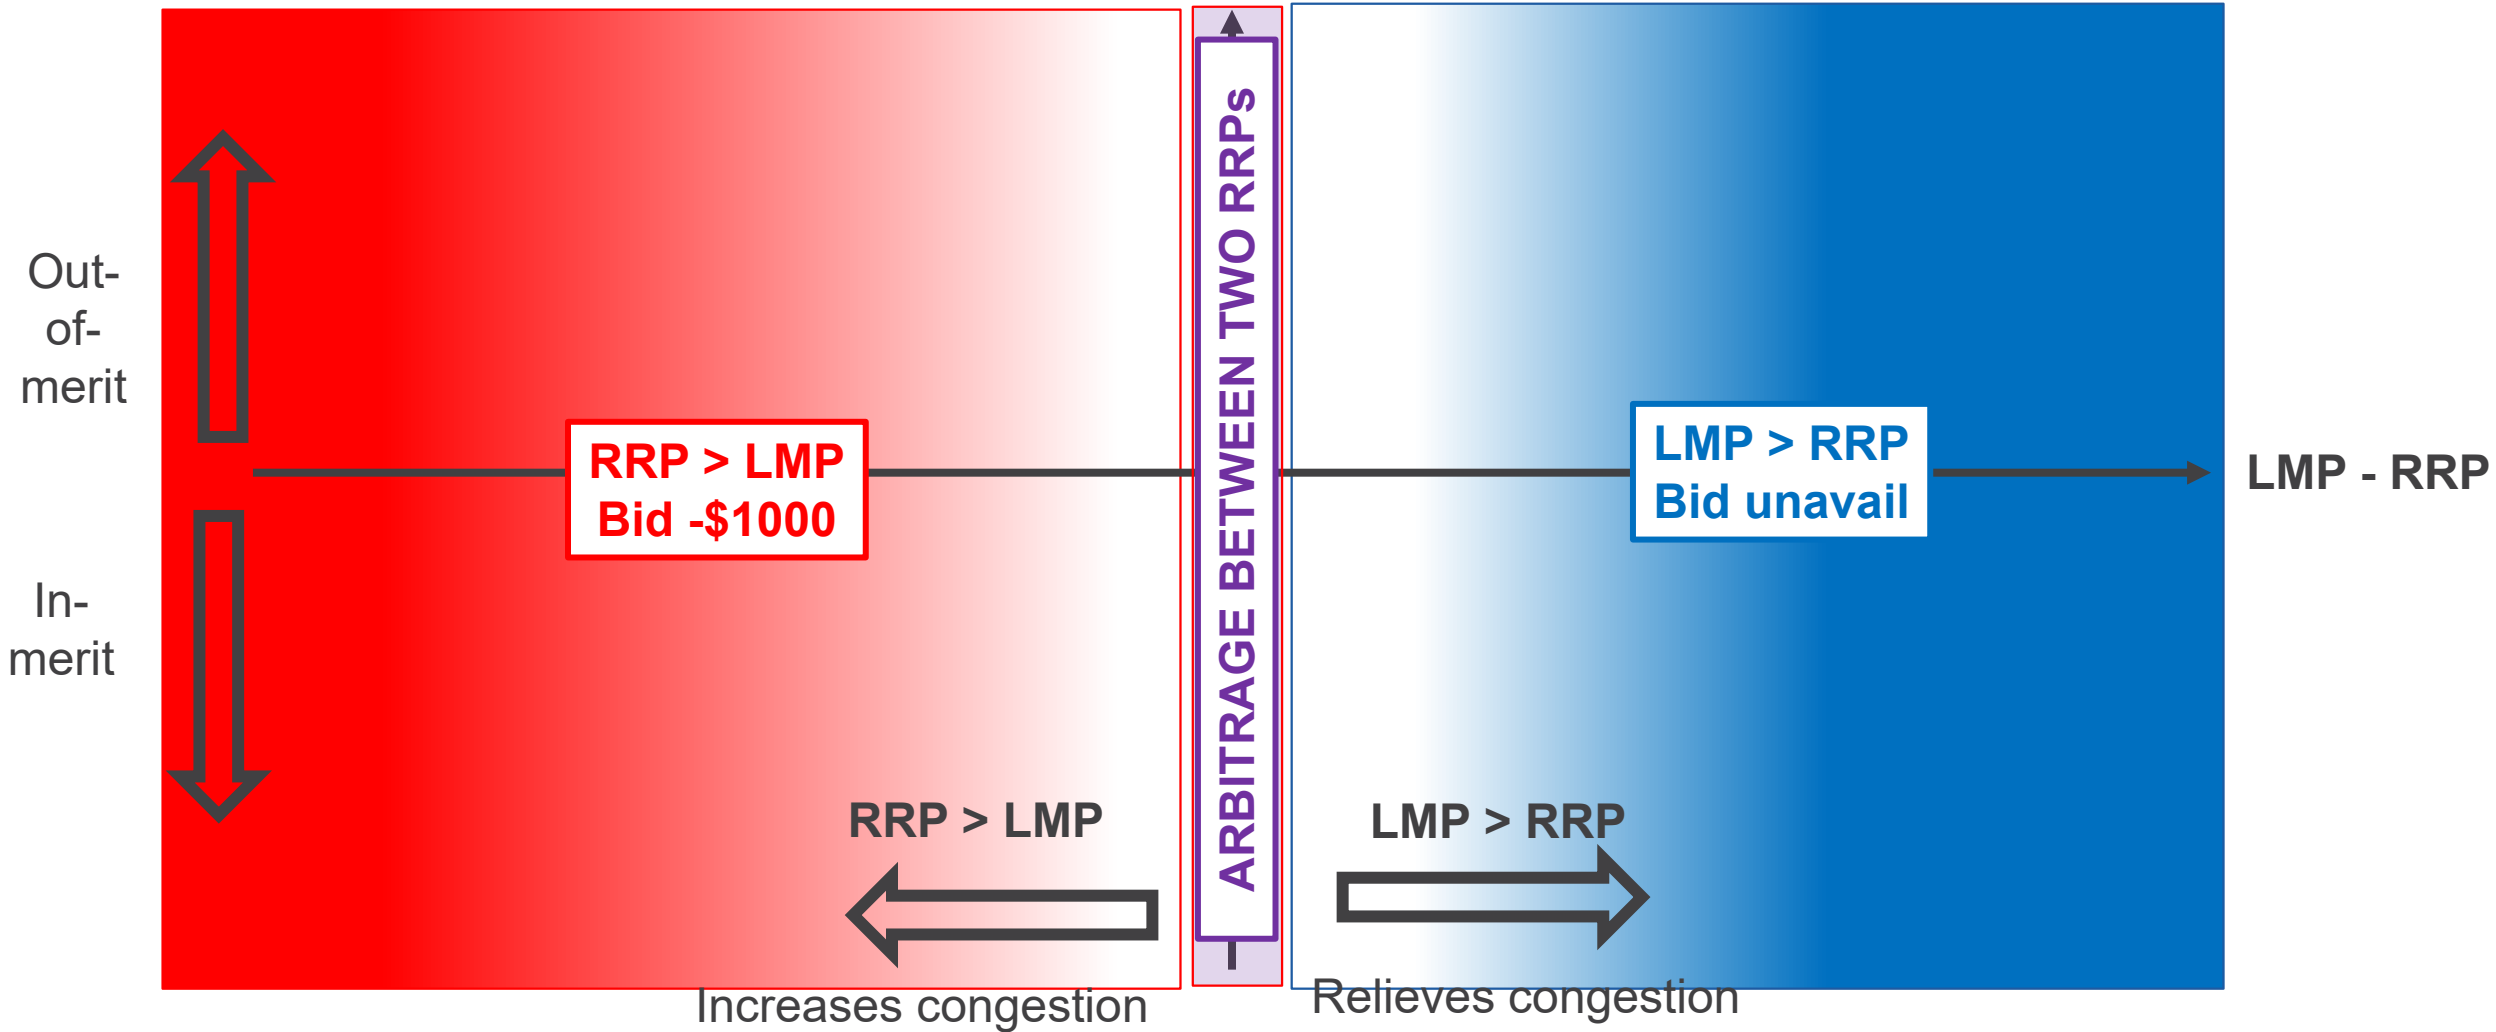 Out-
of-
merit
In-
merit
RRP > LMP
Bid -$1000
ARBITRAGE BETWEEN TWO RRPs
LMP > RRP
Bid unavail
LMP - RRP
RRP > LMP
LMP > RRP
Increases congestion
Relieves congestion